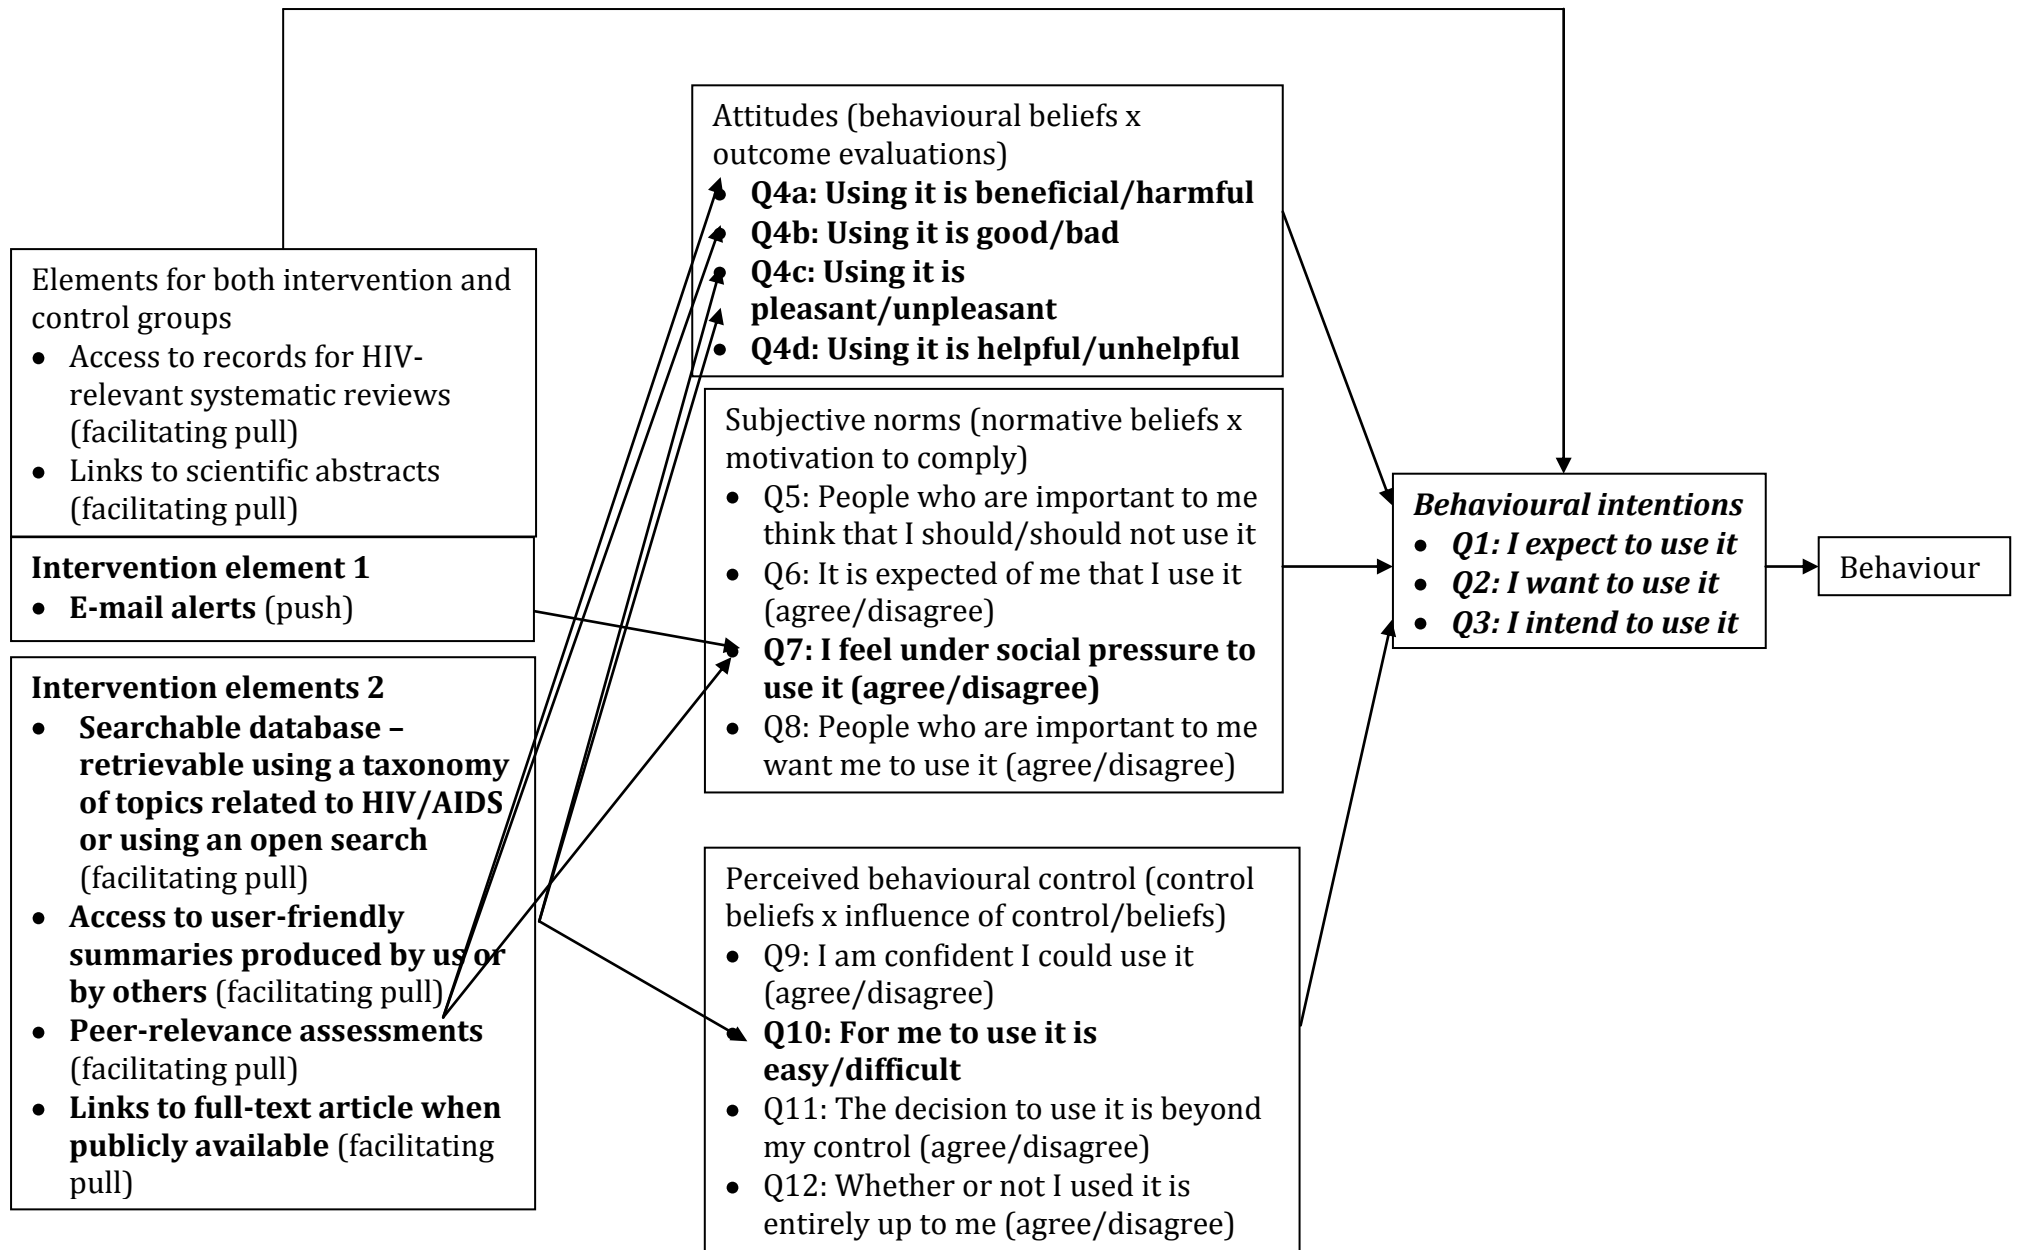 Elements for both intervention and
control groups
• Access to records for HIV-
relevant systematic reviews
(facilitating pull)
• Links to scientific abstracts
(facilitating pull)
Intervention element 1
• E-mail alerts (push)
Intervention elements 2
• Searchable database –
retrievable using a taxonomy
of topics related to HIV/AIDS
or using an open search
(facilitating pull)
• Access to user-friendly
summaries produced by us or
by others (facilitating pull)
• Peer-relevance assessments
(facilitating pull)
• Links to full-text article when
publicly available (facilitating
pull)
Attitudes (behavioural beliefs x
outcome evaluations)
• Q4a: Using it is beneficial/harmful
• Q4b: Using it is good/bad
• Q4c: Using it is
pleasant/unpleasant
• Q4d: Using it is helpful/unhelpful
Subjective norms (normative beliefs x
motivation to comply)
• Q5: People who are important to me
think that I should/should not use it
• Q6: It is expected of me that I use it
(agree/disagree)
• Q7: I feel under social pressure to
use it (agree/disagree)
• Q8: People who are important to me
want me to use it (agree/disagree)
Perceived behavioural control (control
beliefs x influence of control/beliefs)
• Q9: I am confident I could use it
(agree/disagree)
• Q10: For me to use it is
easy/difficult
• Q11: The decision to use it is beyond
my control (agree/disagree)
• Q12: Whether or not I used it is
entirely up to me (agree/disagree)
Behavioural intentions
• Q1: I expect to use it
• Q2: I want to use it
• Q3: I intend to use it
Behaviour